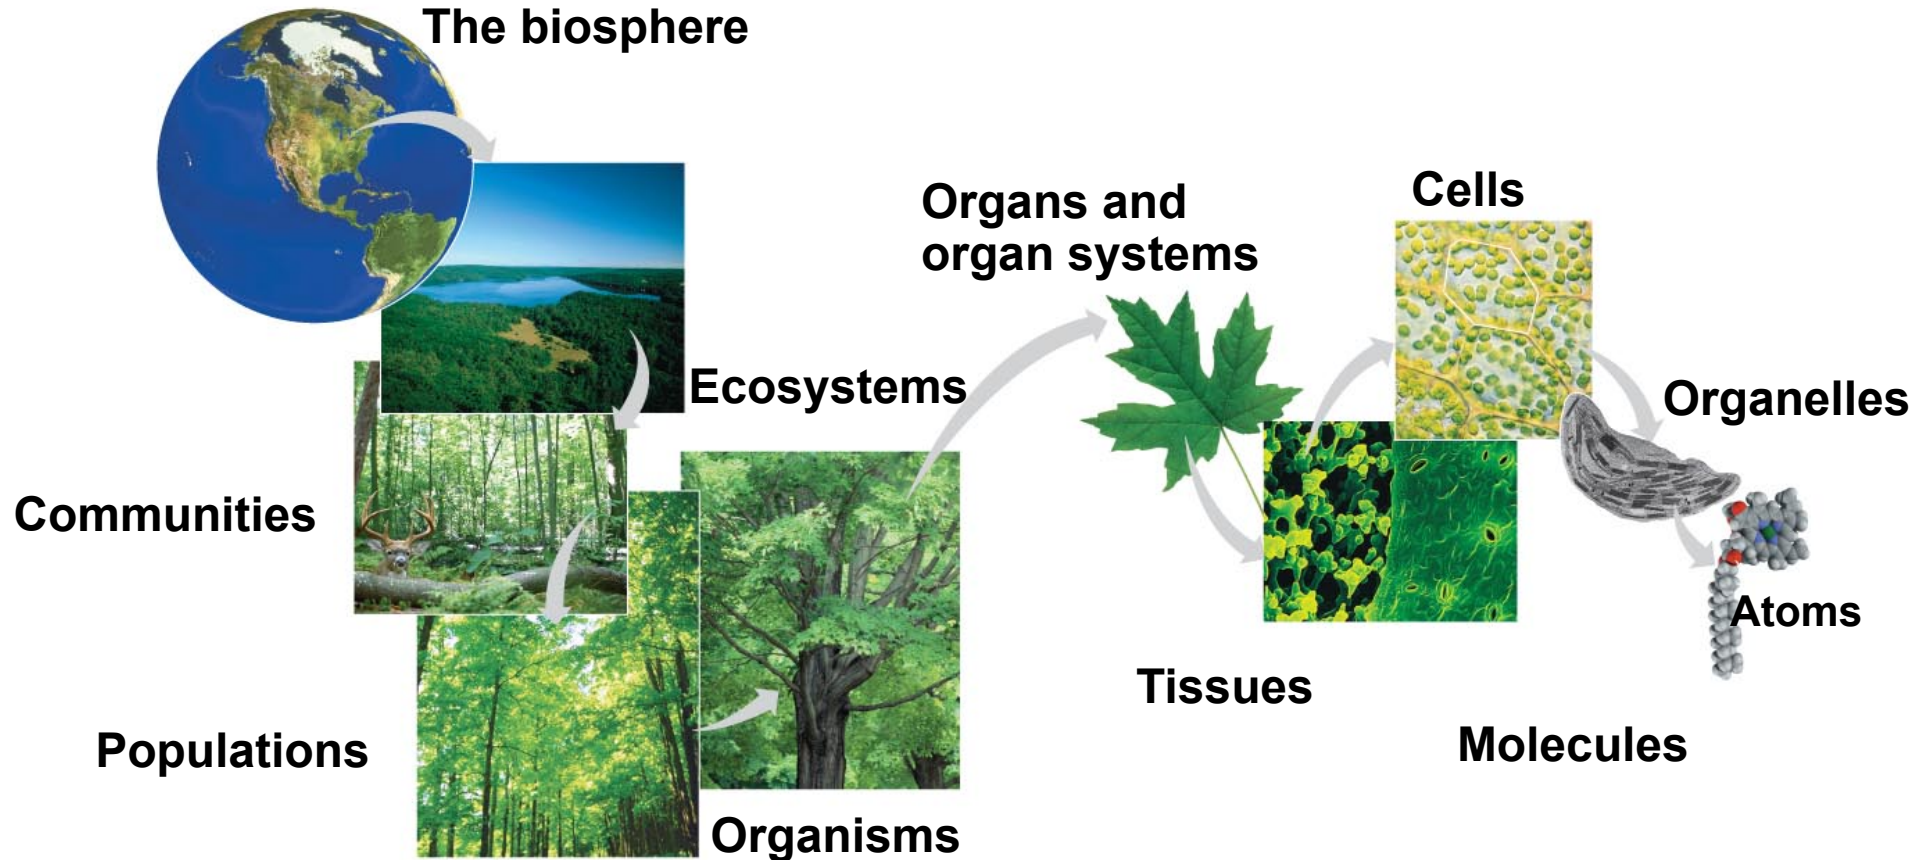 The biosphere
Ecosystems
Communities
Populations
Organisms
Organs and
organ systems
Tissues
Cells
Organelles
Molecules
Atoms